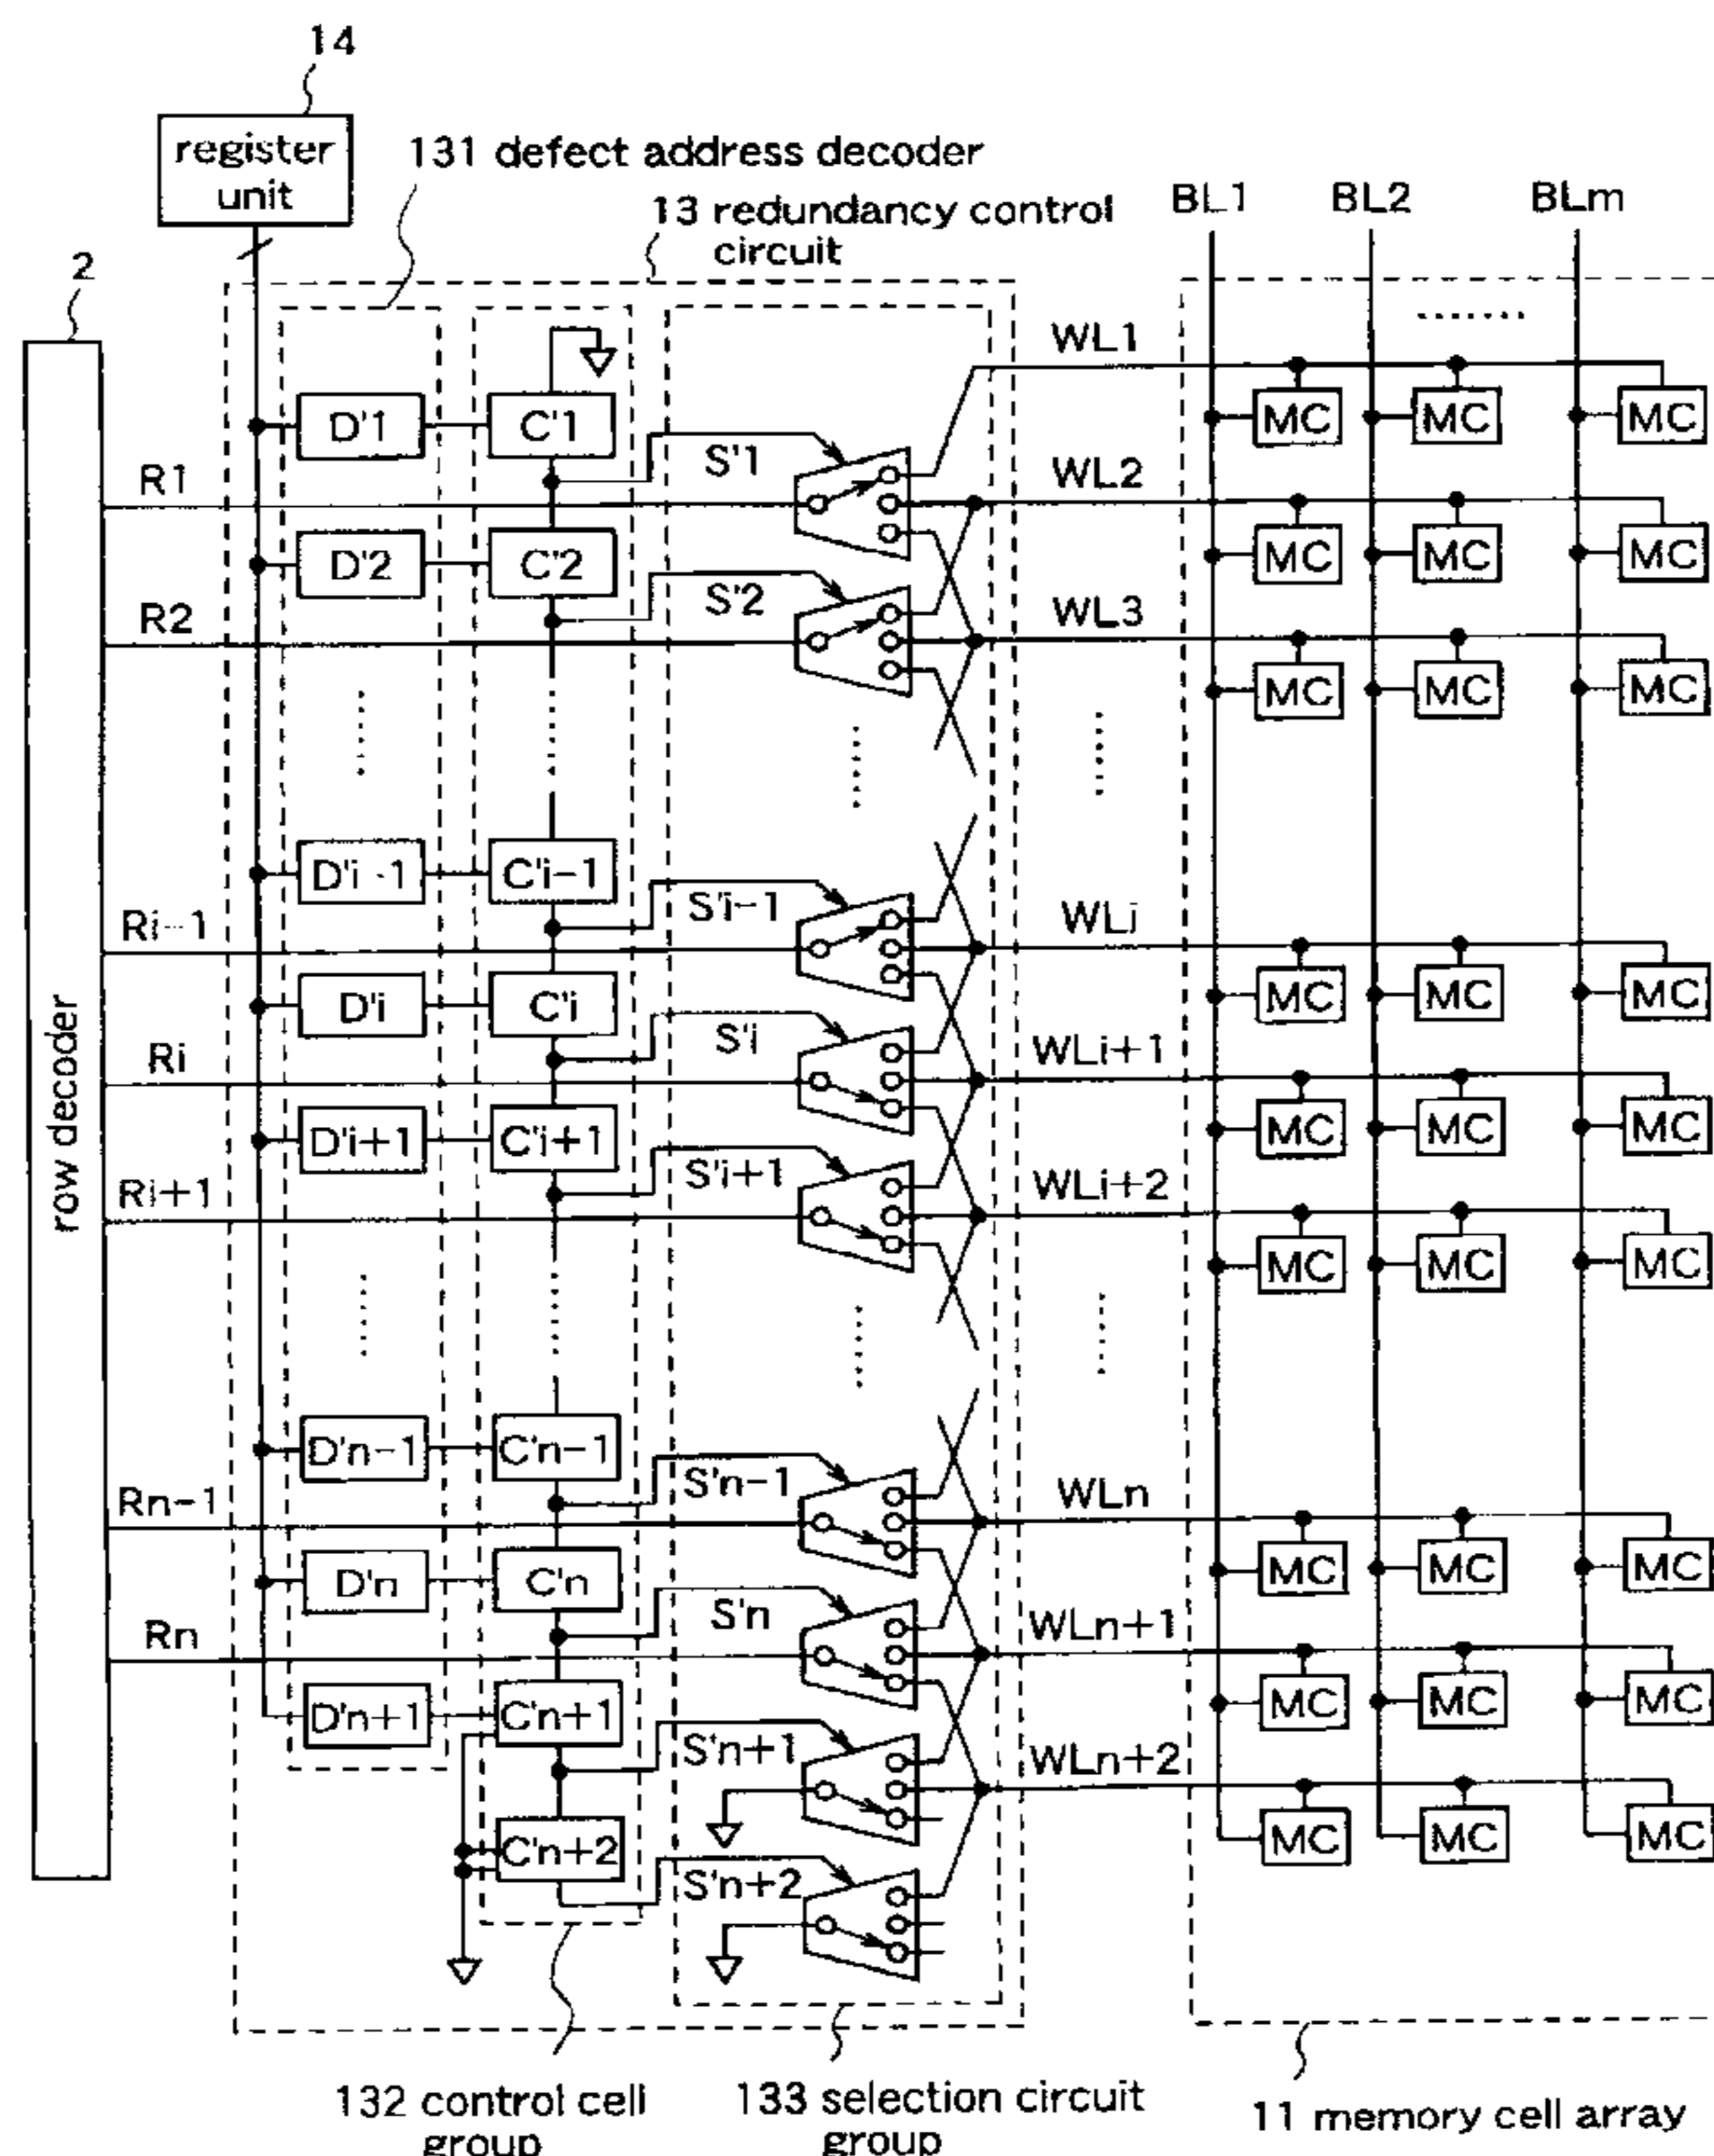 14
register
unit
131 defect address decoder
13 redundancy control
circuit
BL1 BL2 BLm
2
row decoder
WL1
D'1 C'1 MC MC MC
R1 S'1 WL2
D'2 C'2 MC MC MC
R2 S'2 WL3
MC MC MC
D'i-1 C'i-1
Ri-1 S'i-1 WLi
D'i C'i MC MC MC
Ri S'i WLi+1
D'i+1 C'i+1 MC MC MC
Ri+1 S'i+1 WLi+2
MC MC MC
D'n-1 C'n-1
Rn-1 S'n-1 WLn
D'n C'n MC MC MC
Rn S'n WLn+1
D'n+1 C'n+1 MC MC MC
S'n+1 WLn+2
C'n+2 MC MC MC
S'n+2
132 control cell
group
133 selection circuit
group
11 memory cell array